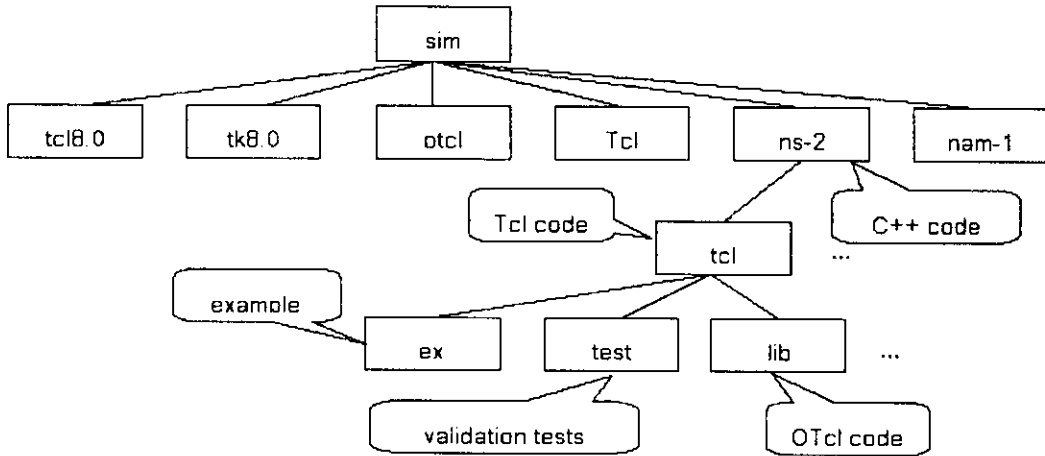 sim
tcl8.0
tk8.0
otcl
Tcl
ns-2
nam-1
Tcl code
C++ code
tcl
...
example
ex
test
lib
...
validation tests
OTcl code